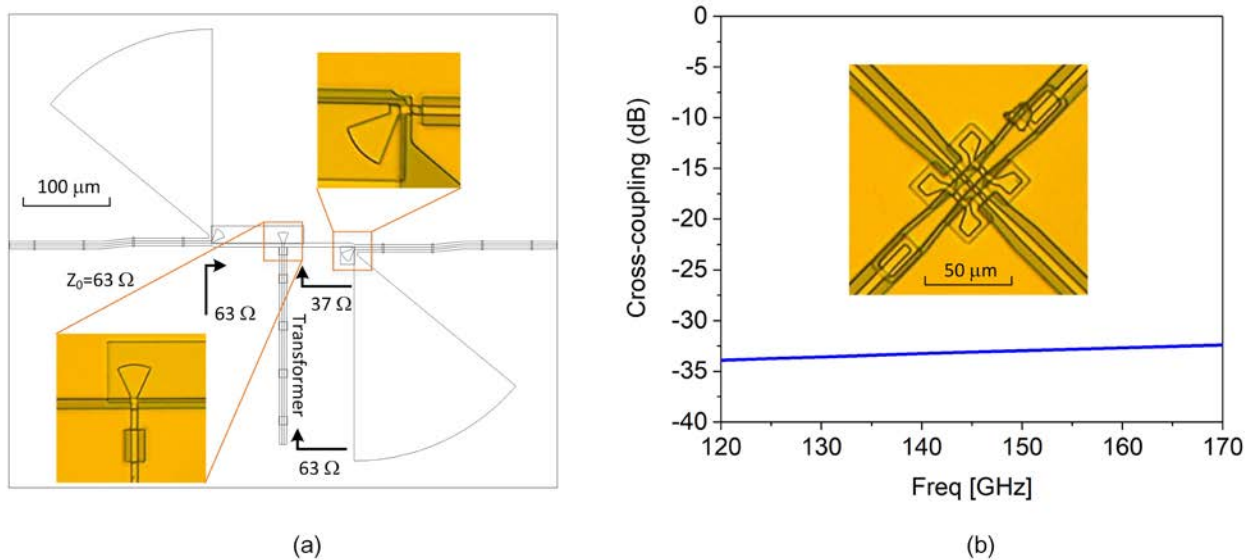 100 μm
Z₀=63 Ω
63 Ω
37 Ω
Transformer
63 Ω
(a)
Cross-coupling (dB)
0
-5
-10
-15
-20
-25
-30
-35
-40
50 μm
120 130 140 150 160 170
Freq [GHz]
(b)